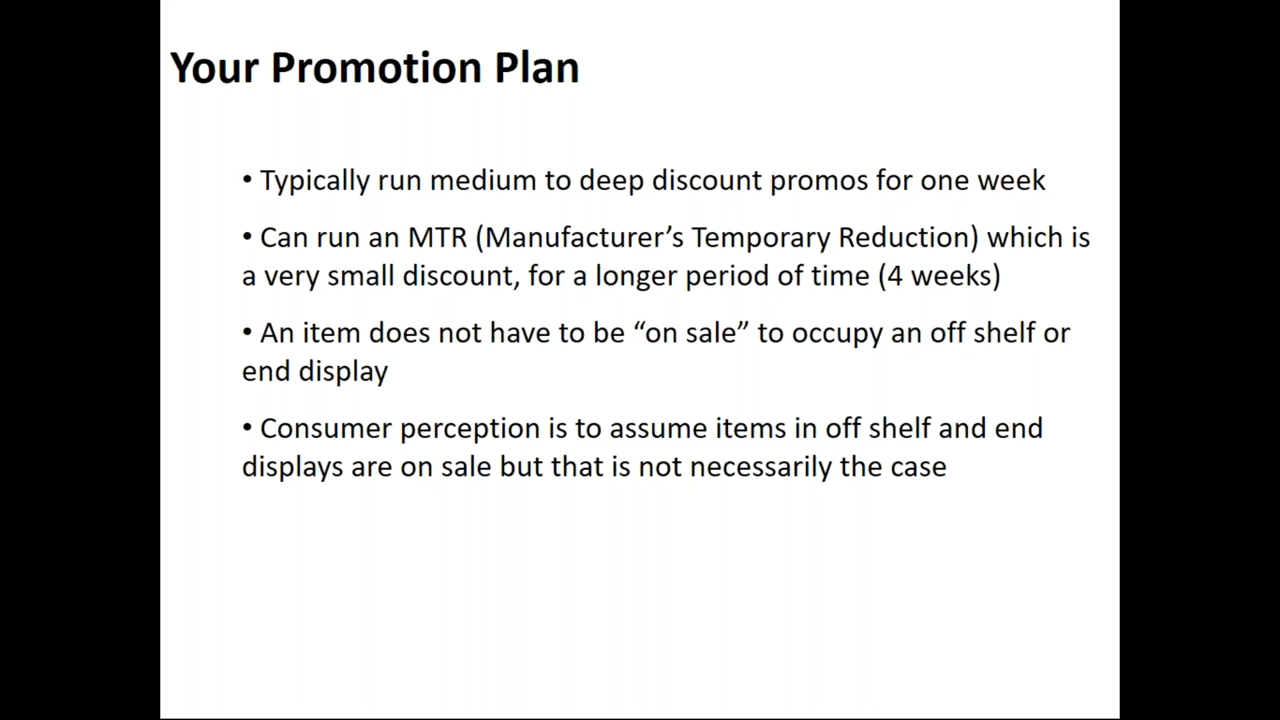 Your Promotion Plan
• Typically run medium to deep discount promos for one week
• Can run an MTR (Manufacturer’s Temporary Reduction) which is
a very small discount, for a longer period of time (4 weeks)
• An item does not have to be “on sale” to occupy an off shelf or
end display
• Consumer perception is to assume items in off shelf and end
displays are on sale but that is not necessarily the case